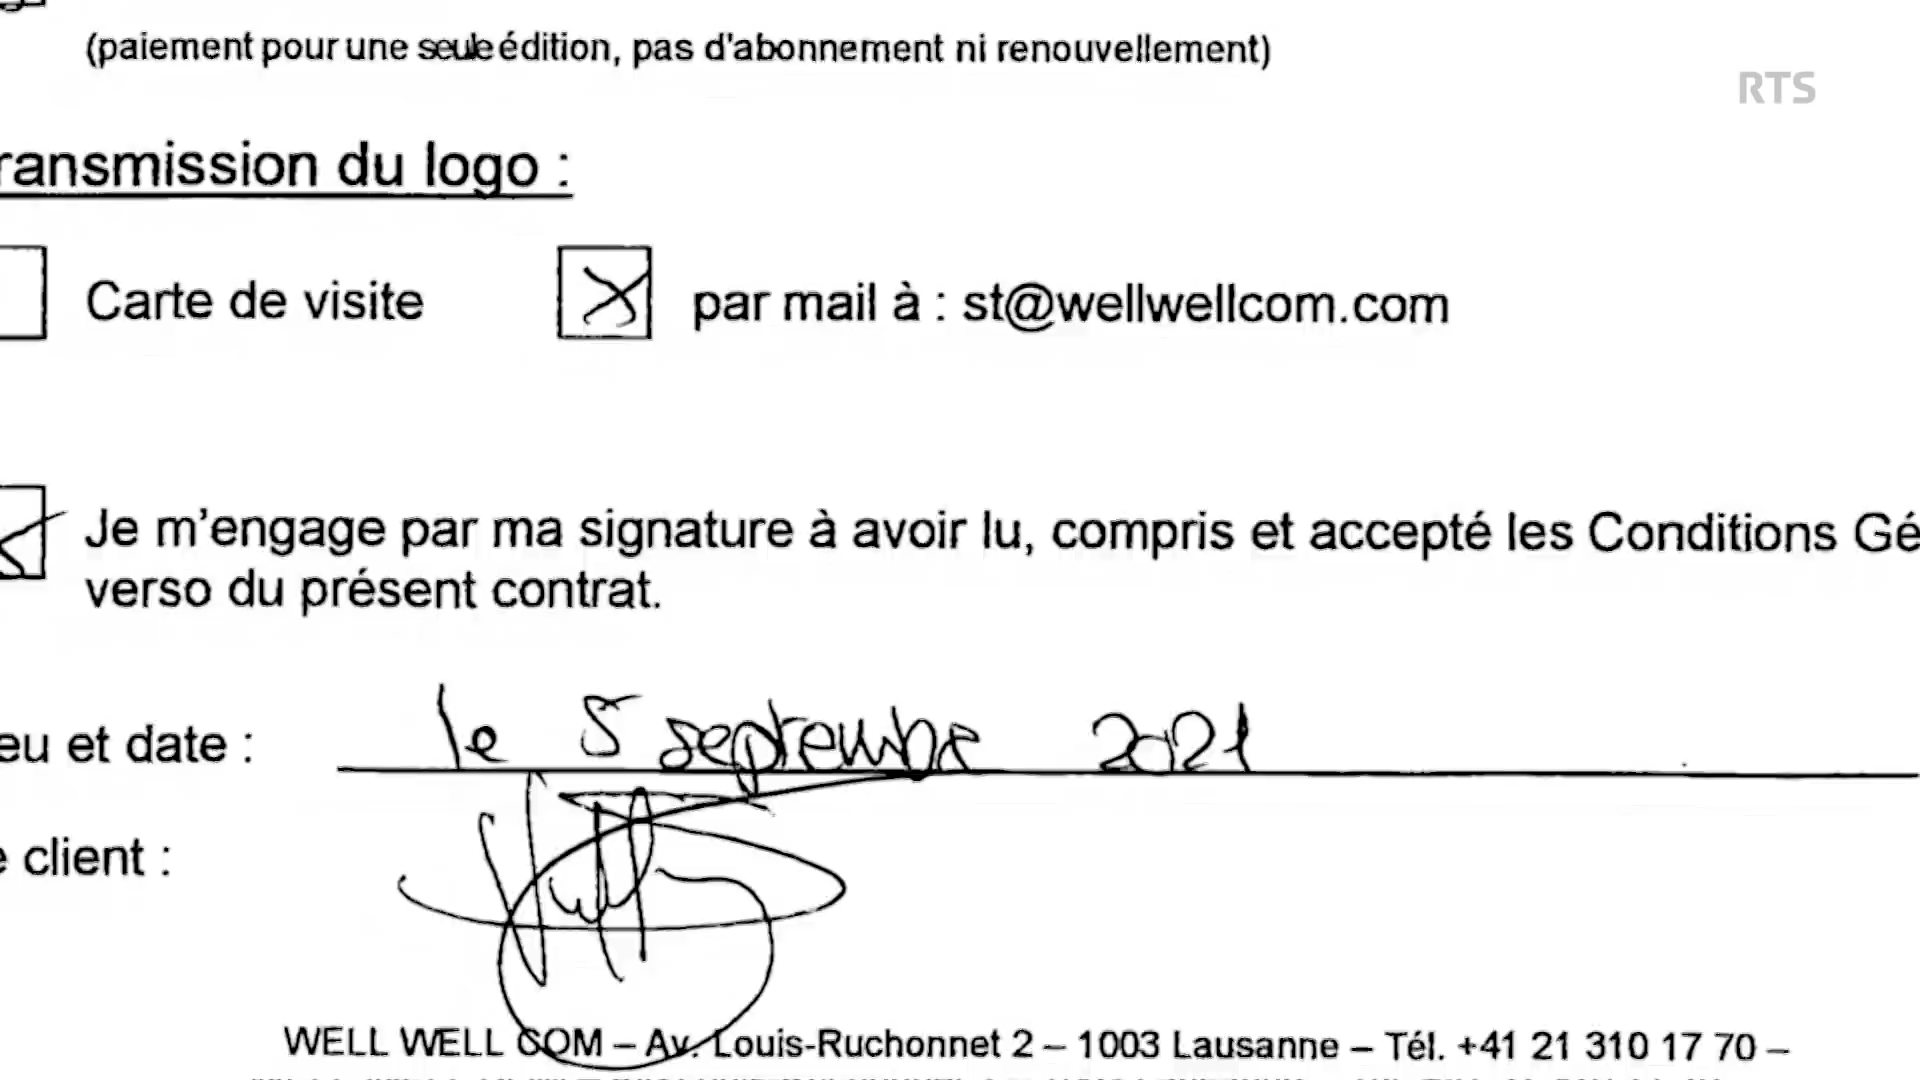 (paiement pour une seule édition, pas d'abonnement ni renouvellement)
RTS
ransmission du logo :
Carte de visite
par mail à : st@wellwellcom.com
Je m'engage par ma signature à avoir lu, compris et accepté les Conditions Gé
verso du présent contrat.
eu et date : le 5 septembre 2021
e client :
WELL WELL COM – Av. Louis-Ruchonnet 2 – 1003 Lausanne – Tél. +41 21 310 17 70 –